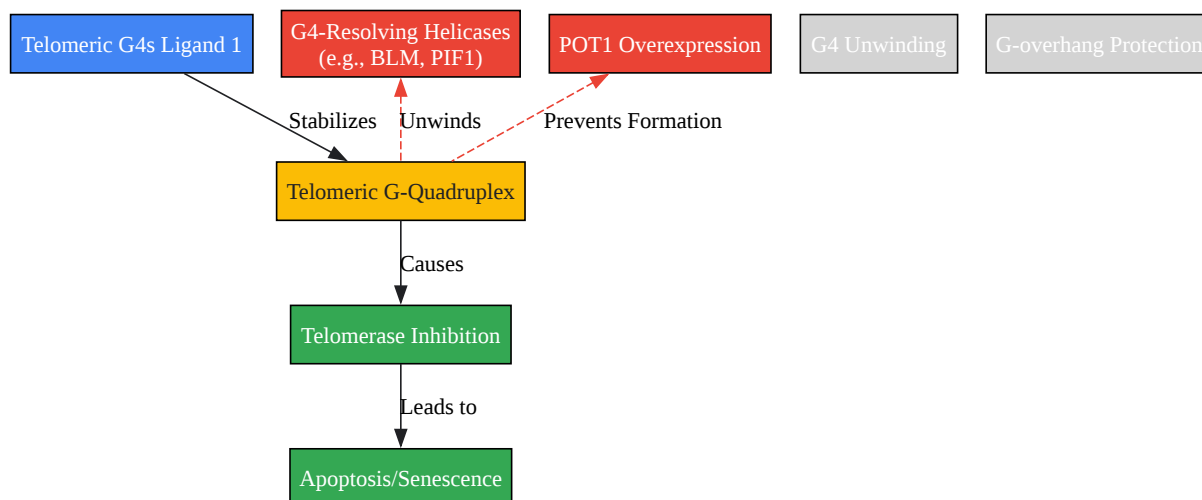 Telomeric G4s Ligand 1
G4-Resolving Helicases
(e.g., BLM, PIF1)
POT1 Overexpression
G4 Unwinding
G-overhang Protection
Stabilizes
Unwinds
Prevents Formation
Telomeric G-Quadruplex
Causes
Telomerase Inhibition
Leads to
Apoptosis/Senescence